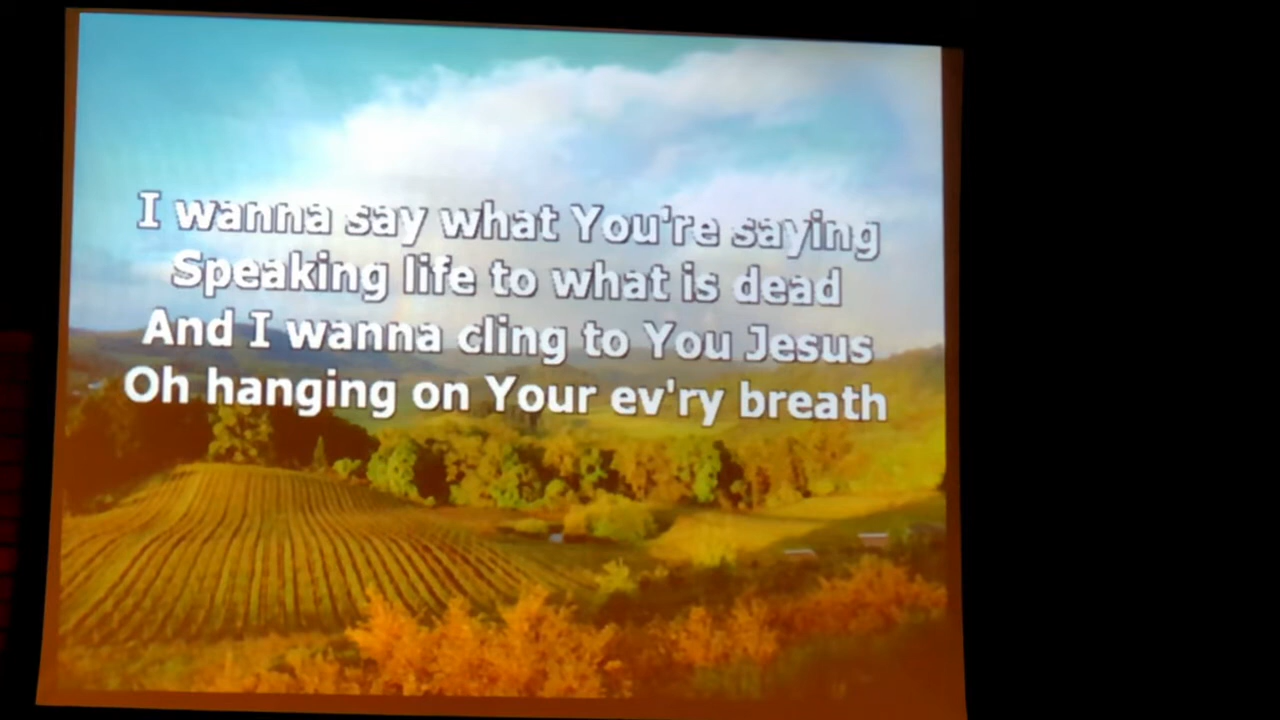 I wanna say what You're saying
Speaking life to what is dead
And I wanna cling to You Jesus
Oh hanging on Your ev'ry breath